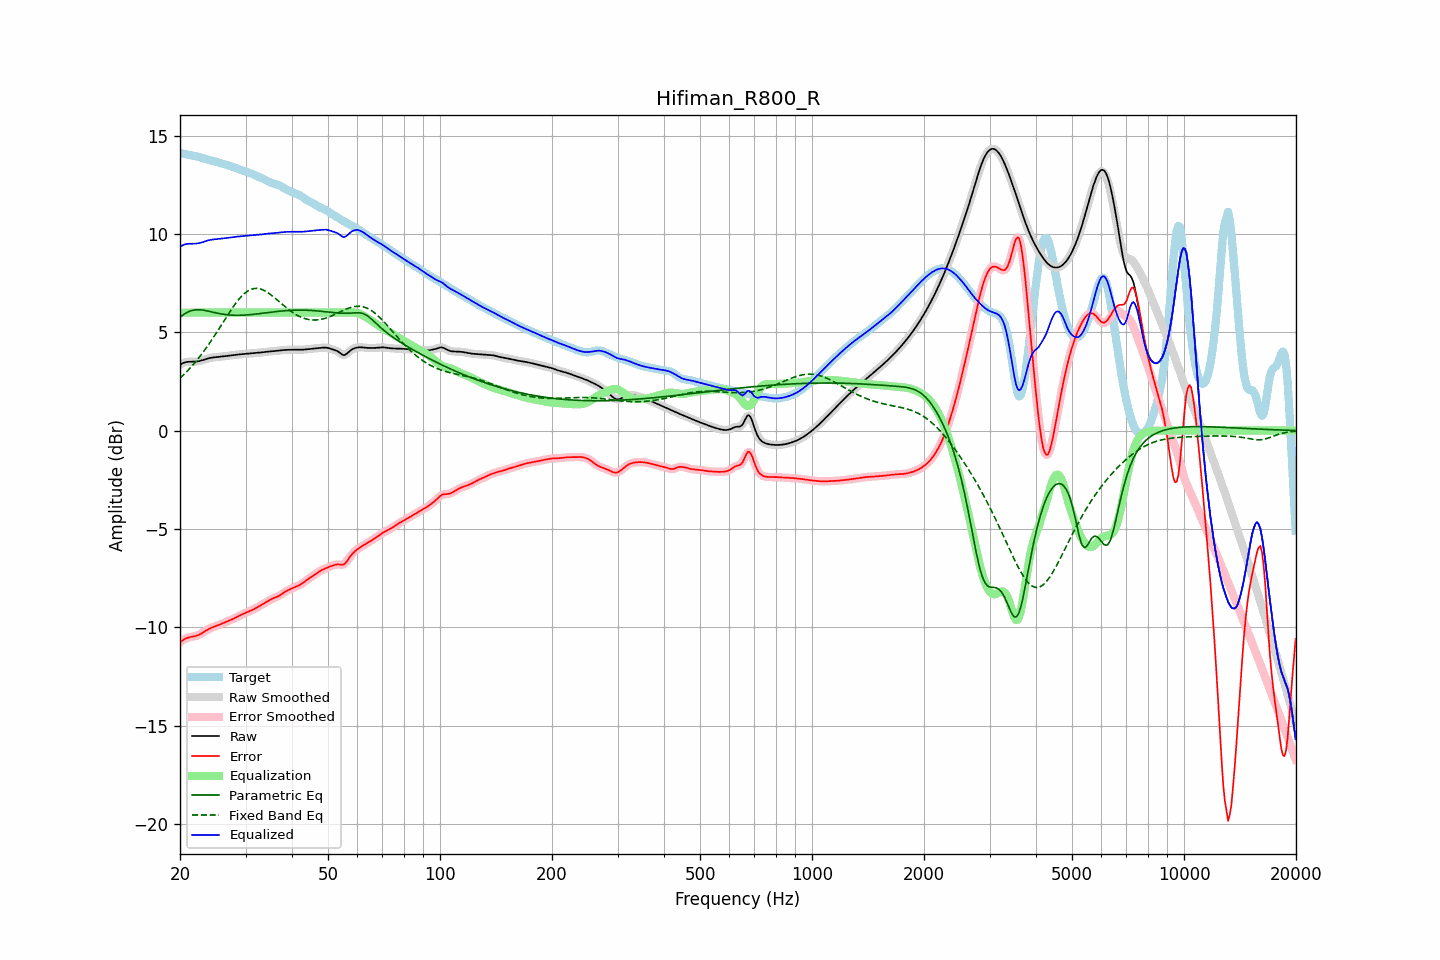 Hifiman_R800_R
Amplitude (dBr)
15
10
5
0
−5
−10
−15
−20
Target
Raw Smoothed
Error Smoothed
Raw
Error
Equalization
Parametric Eq
Fixed Band Eq
Equalized
20 50 100 200 500 1000 2000 5000 10000 20000
Frequency (Hz)